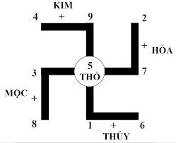 KIM
4 + 9 2
+ HỎA
5
THỔ
3 7
MỘC
+
8 1 + 6
THỦY